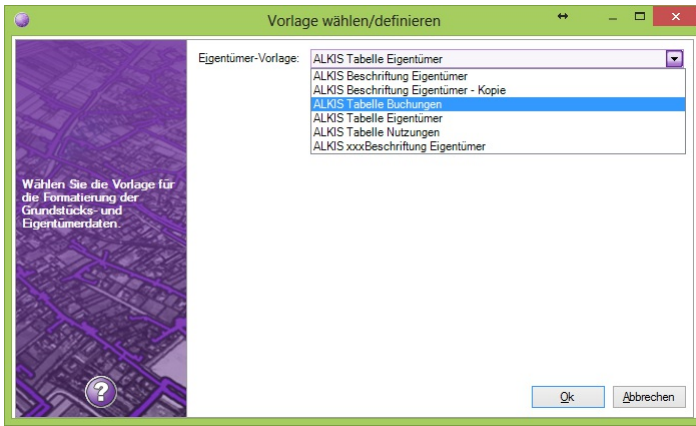 Vorlage wählen/definieren
Eigentümer-Vorlage: ALKIS Tabelle Eigentümer
ALKIS Beschriftung Eigentümer
ALKIS Beschriftung Eigentümer - Kopie
ALKIS Tabelle Buchungen
ALKIS Tabelle Eigentümer
ALKIS Tabelle Nutzungen
ALKIS xxxBeschriftung Eigentümer
Wählen Sie die Vorlage für
die Formatierung der
Grundstücks- und
Eigentümerdaten.
?
Ok Abbrechen